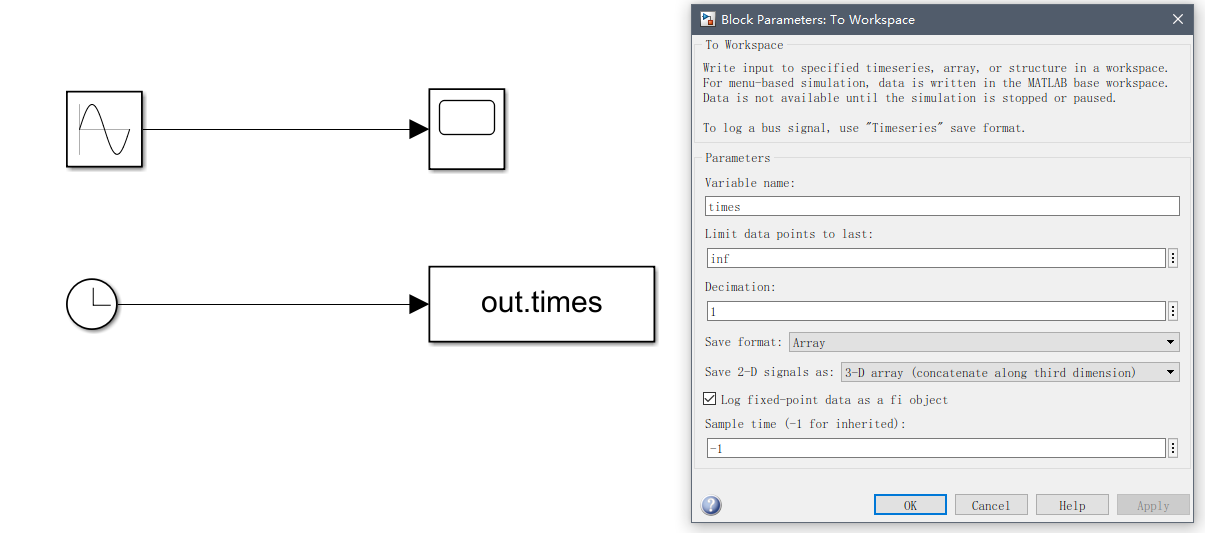 out.times
Block Parameters: To Workspace
To Workspace
Write input to specified timeseries, array, or structure in a workspace.
For menu-based simulation, data is written in the MATLAB base workspace.
Data is not available until the simulation is stopped or paused.
To log a bus signal, use "Timeseries" save format.
Parameters
Variable name:
times
Limit data points to last:
inf
Decimation:
1
Save format: Array
Save 2-D signals as: 3-D array (concatenate along third dimension)
Log fixed-point data as a fi object
Sample time (-1 for inherited):
-1
OK Cancel Help Apply